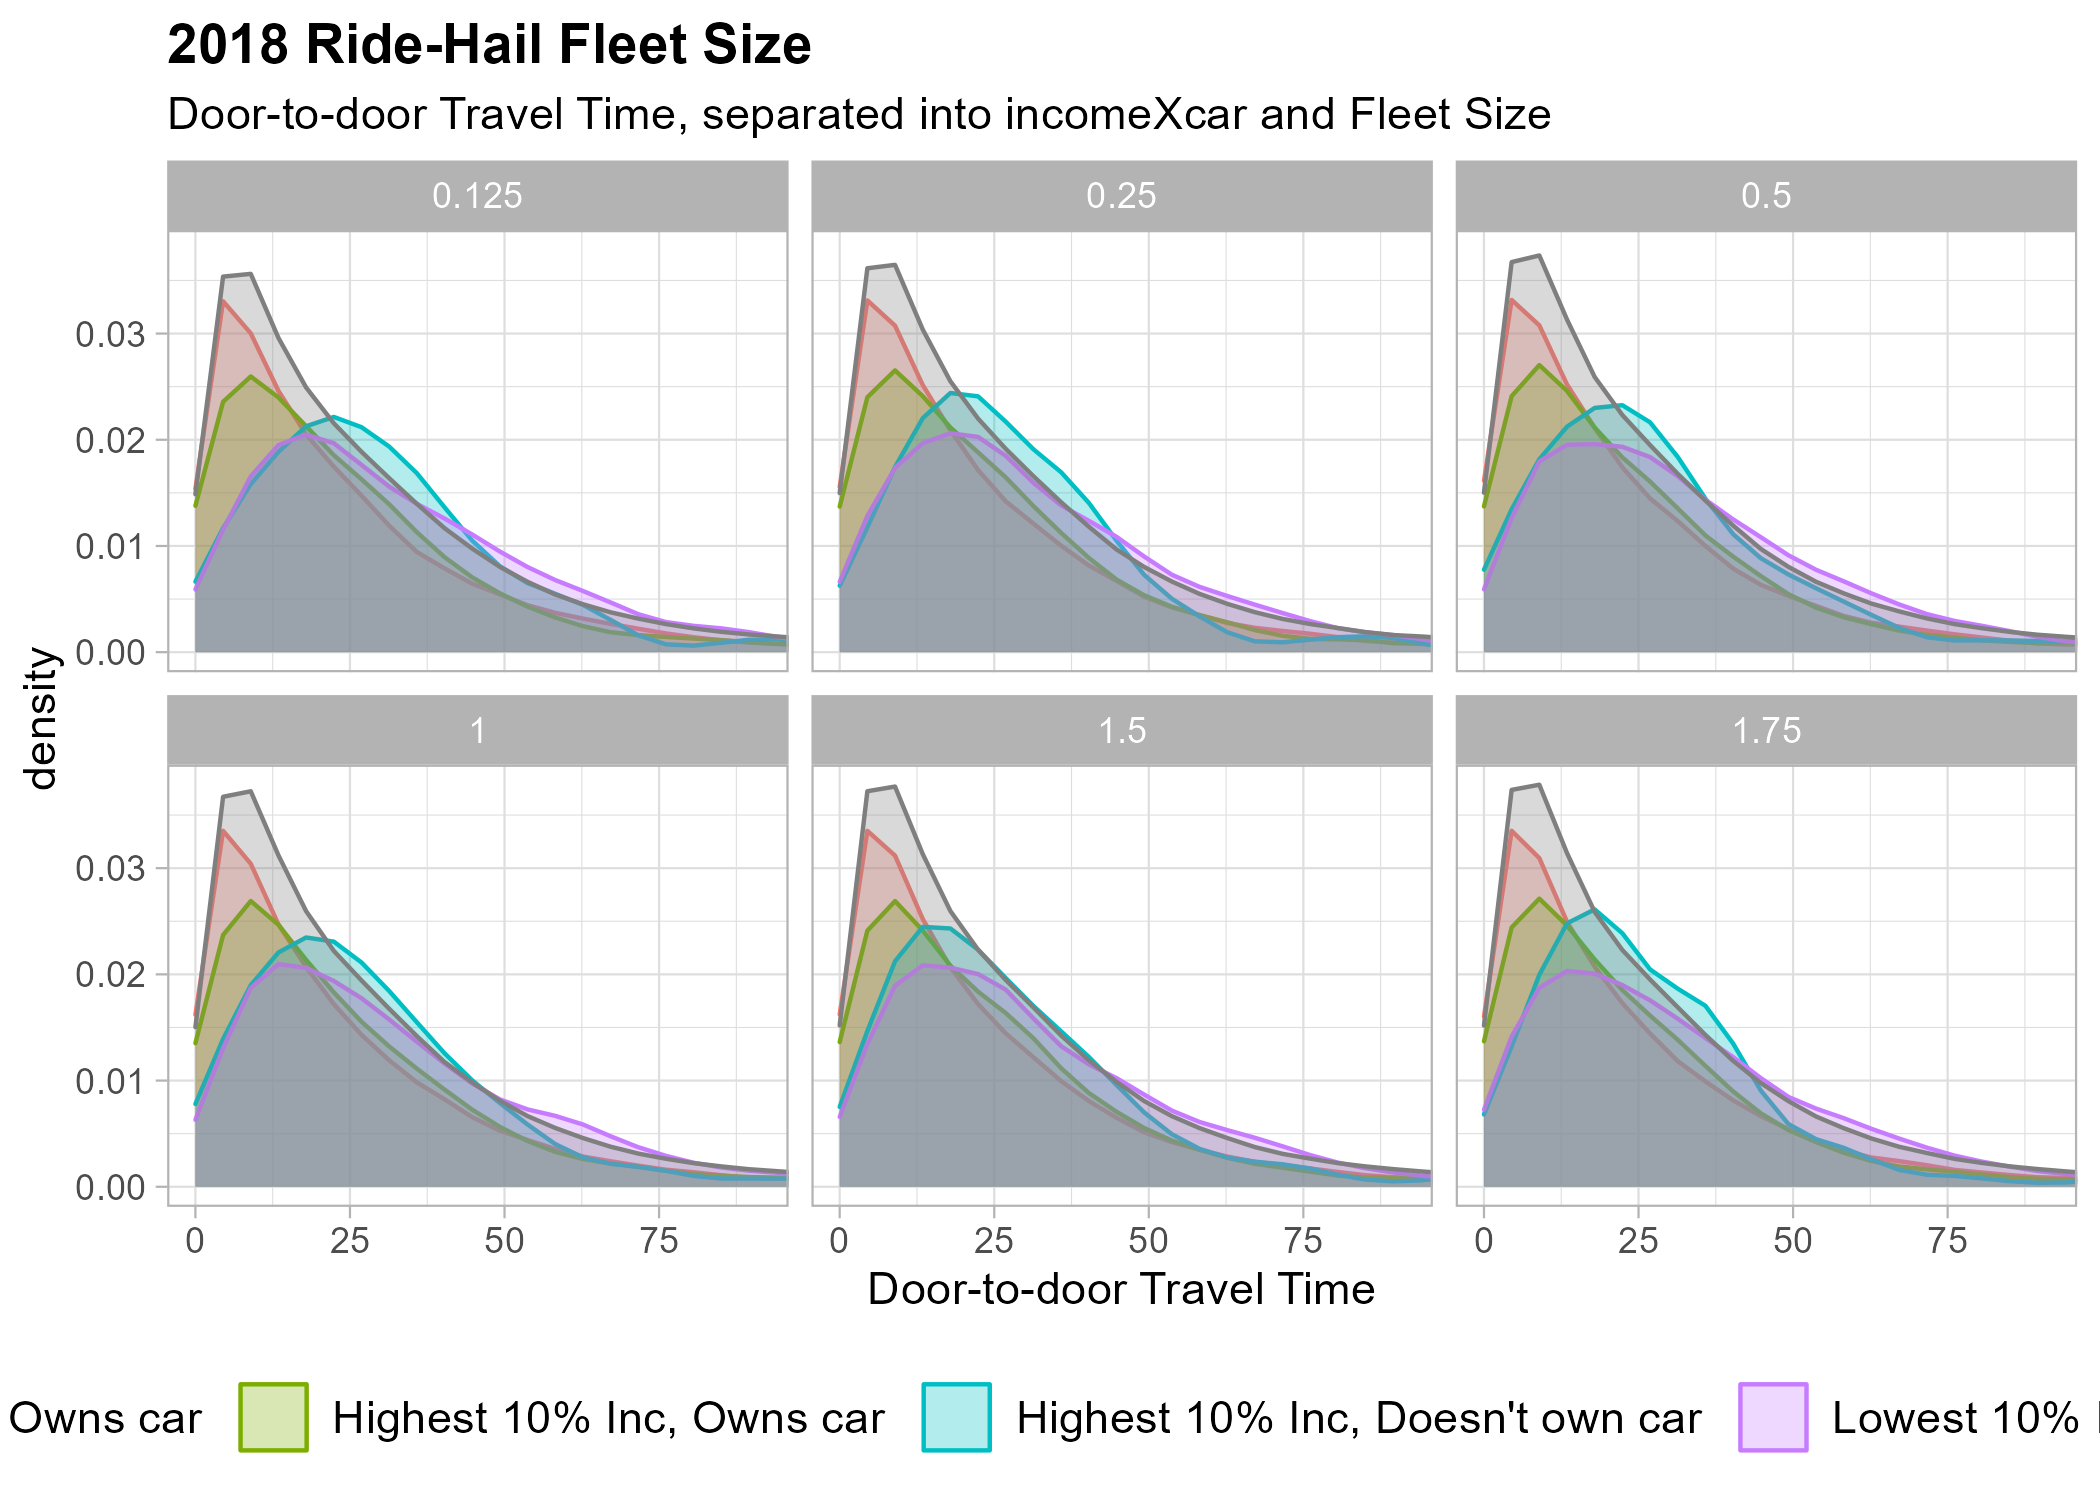 2018 Ride-Hail Fleet Size
Door-to-door Travel Time, separated into incomeXcar and Fleet Size
0.125 0.25 0.5
0.03
0.02
0.01
0.00
density
1 1.5 1.75
0.03
0.02
0.01
0.00
0 25 50 75 0 25 50 75 0 25 50 75
Door-to-door Travel Time
Owns car Highest 10% Inc, Owns car Highest 10% Inc, Doesn't own car Lowest 10%